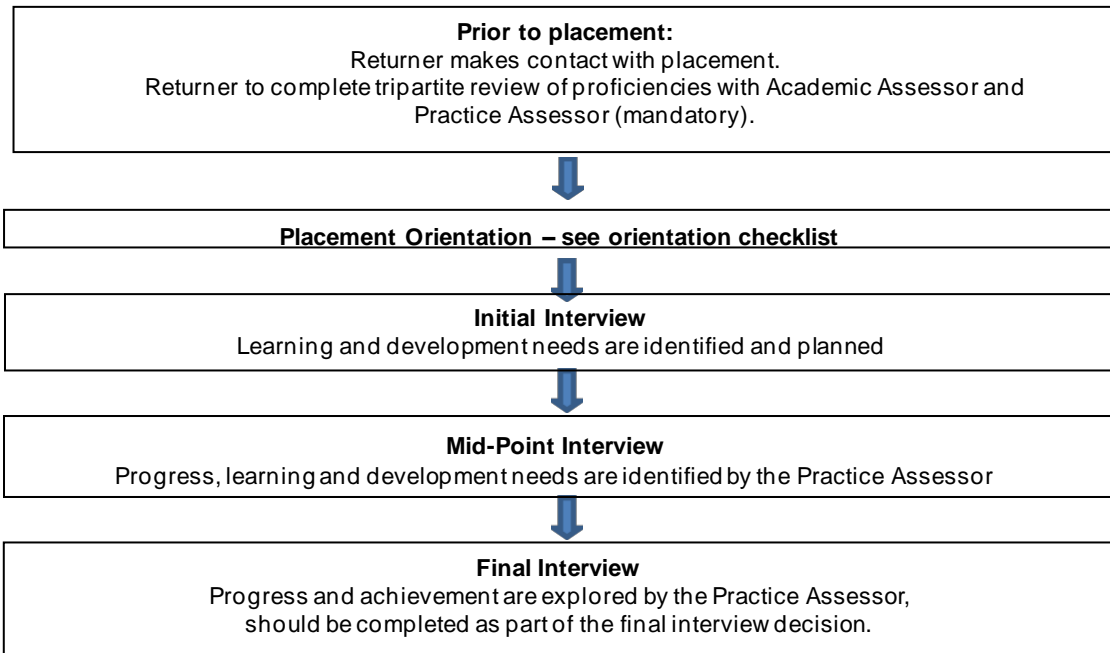 Prior to placement:
Returner makes contact with placement.
Returner to complete tripartite review of proficiencies with Academic Assessor and
Practice Assessor (mandatory).
Placement Orientation – see orientation checklist
Initial Interview
Learning and development needs are identified and planned
Mid-Point Interview
Progress, learning and development needs are identified by the Practice Assessor
Final Interview
Progress and achievement are explored by the Practice Assessor,
should be completed as part of the final interview decision.